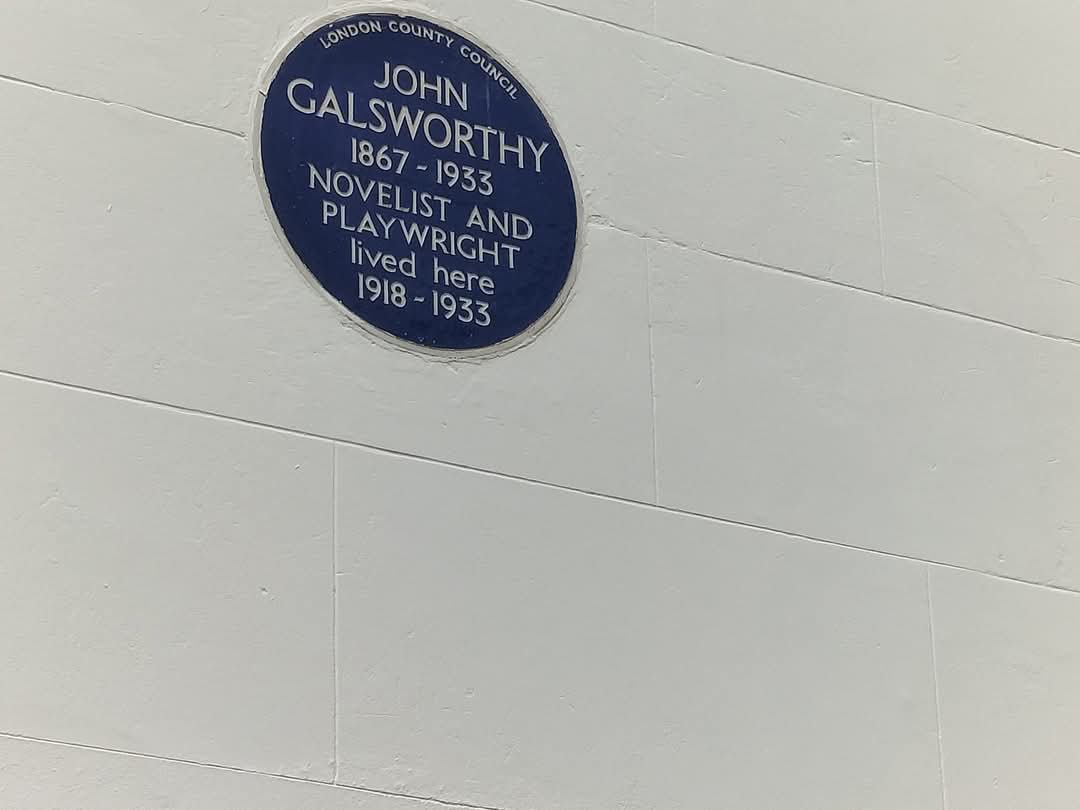 LONDON COUNTY COUNCIL
JOHN
GALSWORTHY
1867 - 1933
NOVELIST AND
PLAYWRIGHT
lived here
1918 - 1933